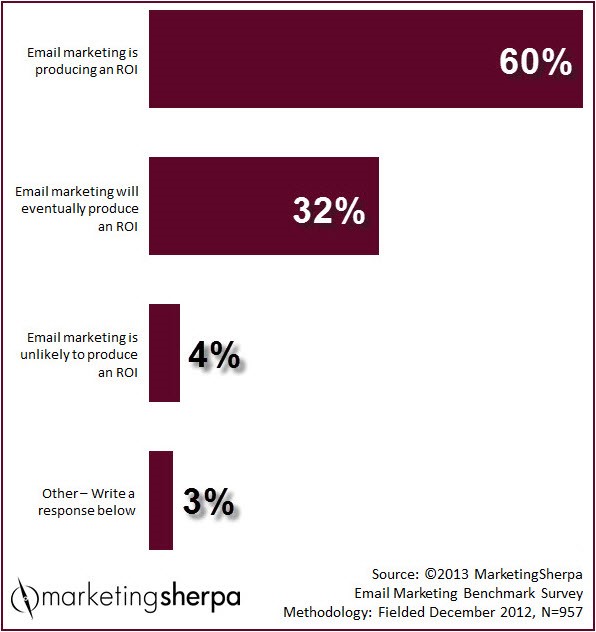 Email marketing is
producing an ROI
60%
Email marketing will
eventually produce
an ROI
32%
Email marketing is
unlikely to produce
an ROI
4%
Other – Write a
response below
3%
marketingsherpa
Source: ©2013 MarketingSherpa
Email Marketing Benchmark Survey
Methodology: Fielded December 2012, N=957